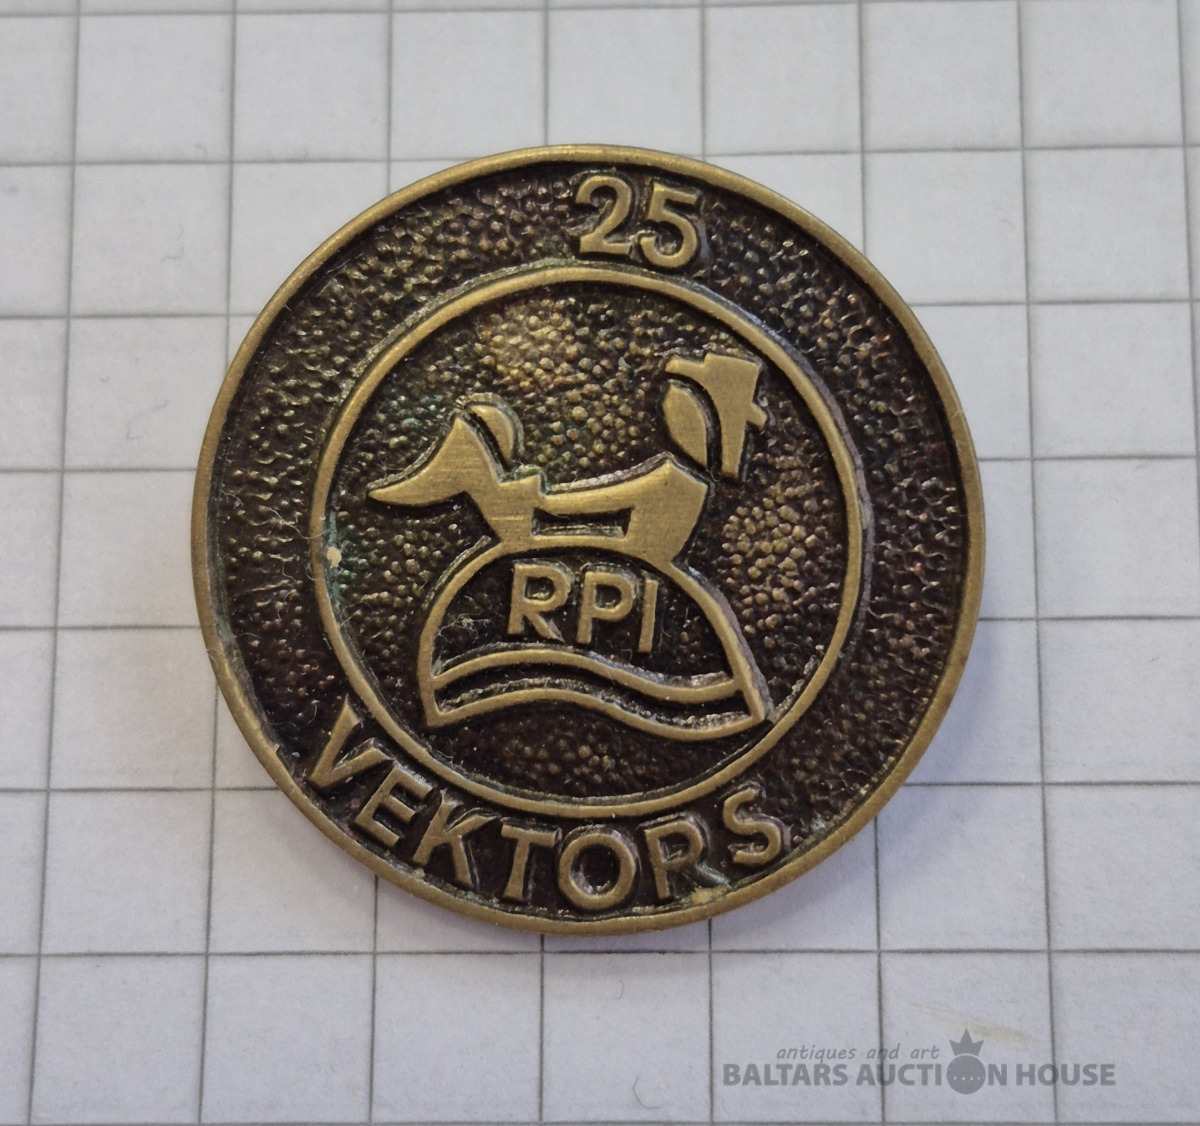 25
RPI
VEKTORS
antiques and art
BALTARS AUCTION HOUSE